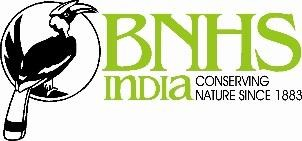 BNHS
INDIA CONSERVING
NATURE SINCE 1883